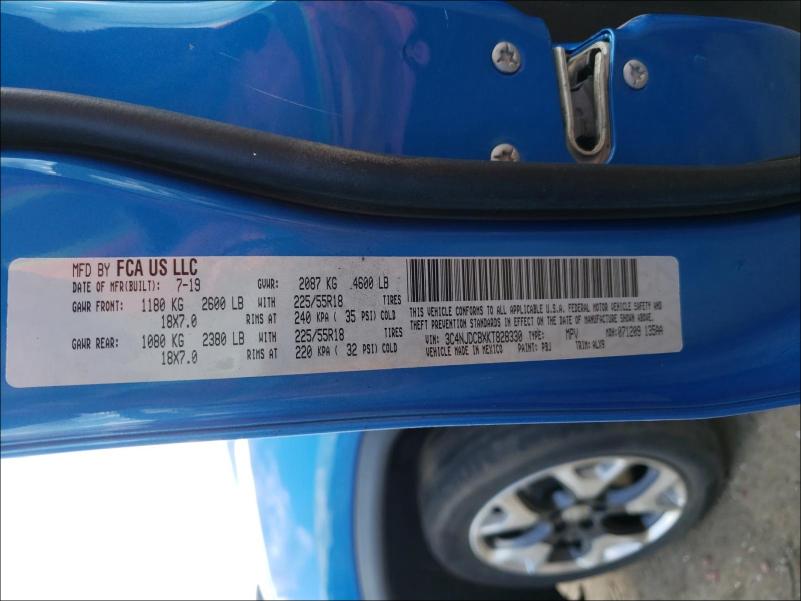 MFD BY FCA US LLC
DATE OF MFR(BUILT): 7-19 GVWR: 2087 KG 4600 LB
GAWR FRONT: 1180 KG 2600 LB WITH 225/55R18 TIRES
18X7.0 RIMS AT 240 KPA ( 35 PSI) COLD
GAWR REAR: 1080 KG 2380 LB WITH 225/55R18 TIRES
18X7.0 RIMS AT 220 KPA ( 32 PSI) COLD
THIS VEHICLE CONFORMS TO ALL APPLICABLE U.S.A. FEDERAL MOTOR VEHICLE SAFETY AND
THEFT PREVENTION STANDARDS IN EFFECT ON THE DATE OF MANUFACTURE SHOWN ABOVE.
VIN: 3C4NJDCBXKT828330 TYPE: MPV MDH: 071209 135AA
VEHICLE MADE IN MEXICO PAINT: PBJ TRIM: ALX9